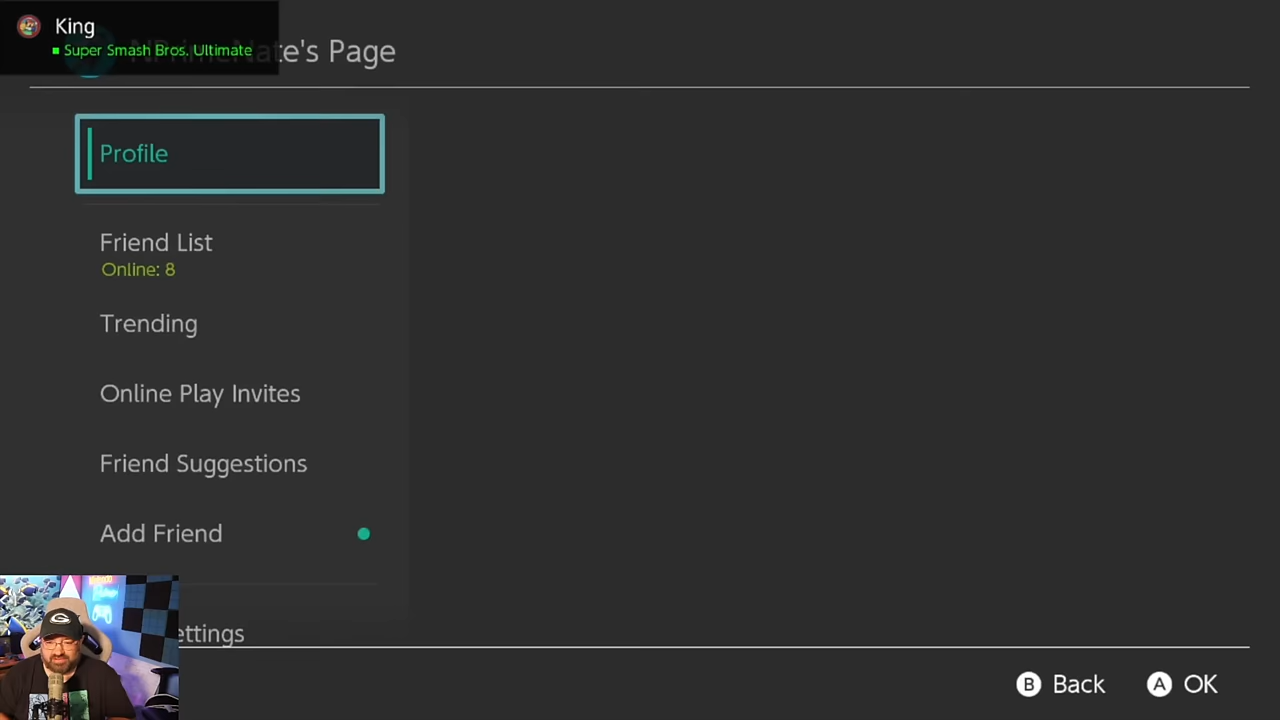 King
Super Smash Bros. Ultimate
NPrimeNate's Page
Profile
Friend List
Online: 8
Trending
Online Play Invites
Friend Suggestions
Add Friend
ettings
B Back
A OK